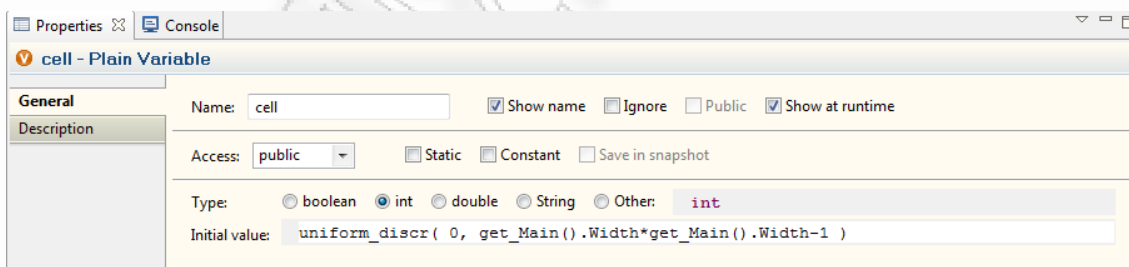 Properties Console
cell - Plain Variable
General
Description
Name: cell Show name Ignore Public Show at runtime
Access: public Static Constant Save in snapshot
Type: boolean int double String Other: int
Initial value: uniform_discr( 0, get_Main().Width*get_Main().Width-1 )